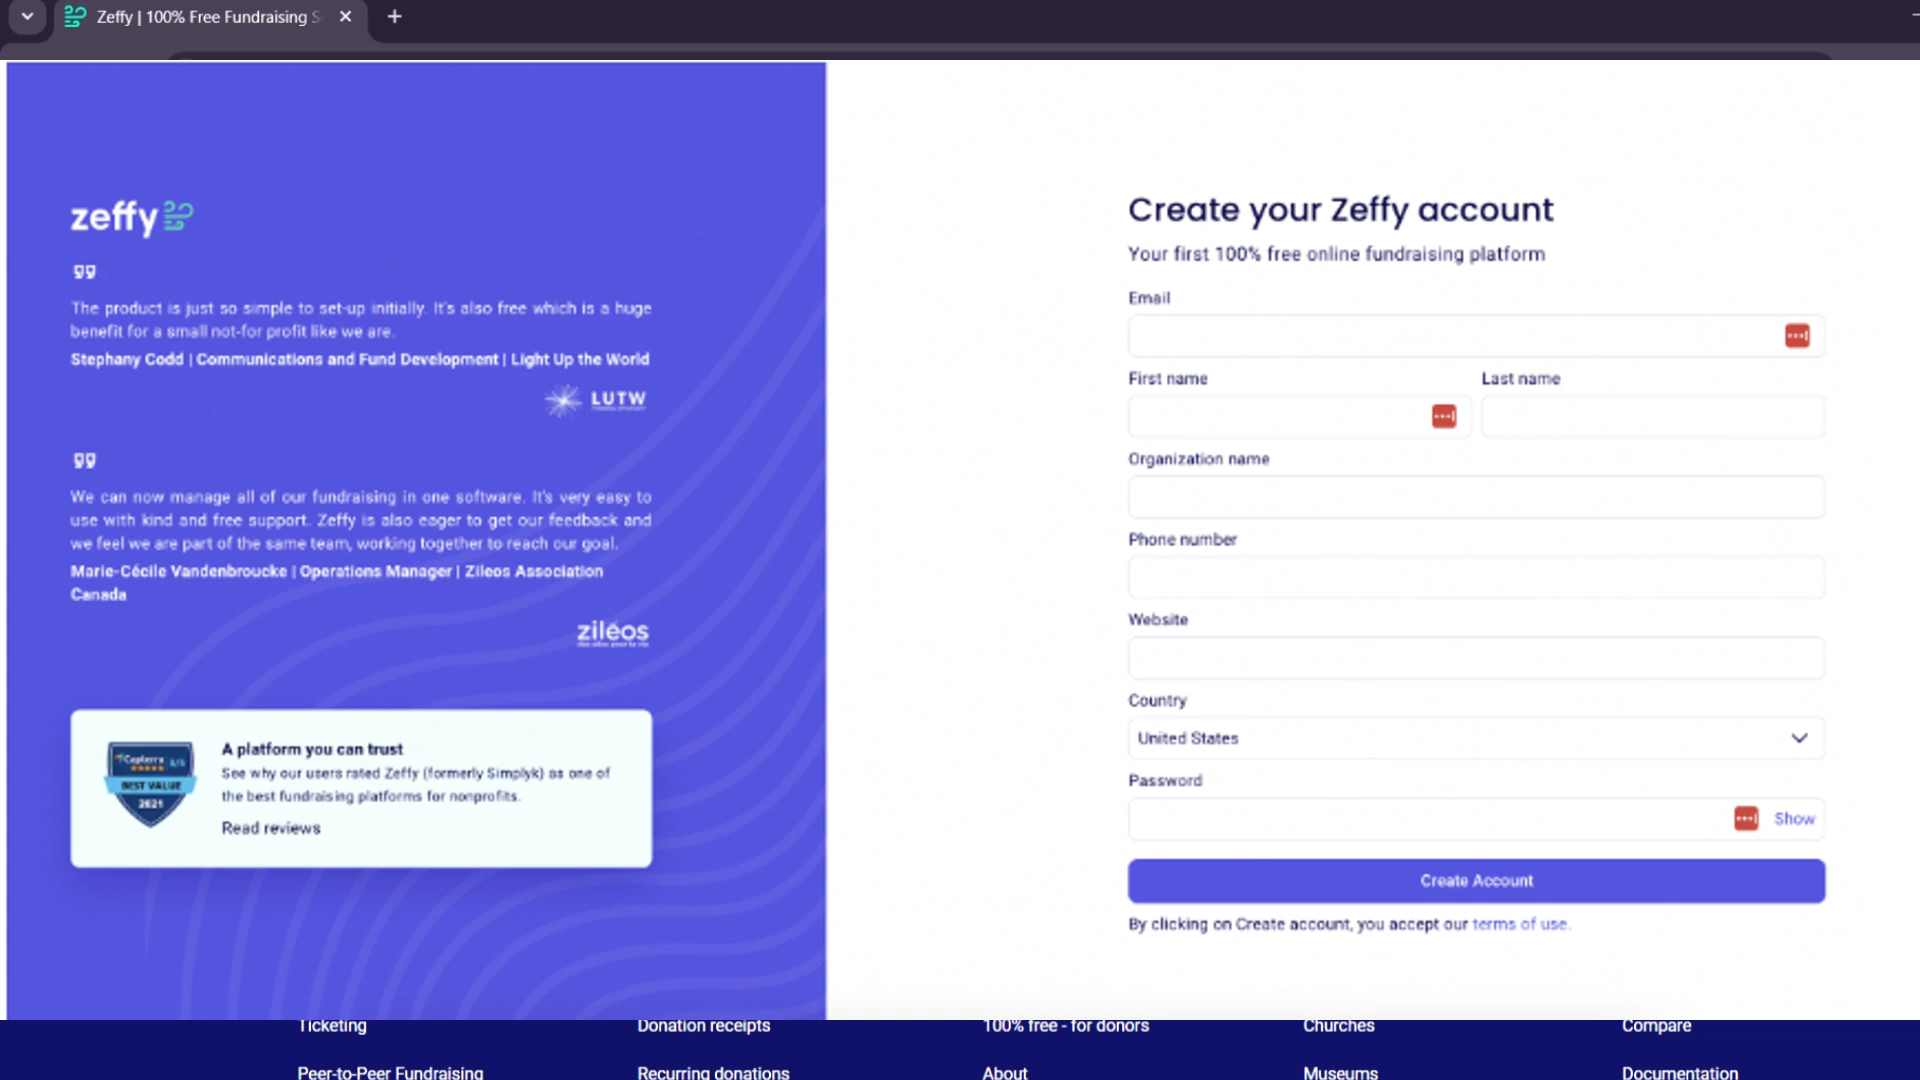 Zeffy | 100% Free Fundraising S
zeffy
The product is just so simple to set-up initially. It's also free which is a huge
benefit for a small not-for profit like we are.
Stephany Codd | Communications and Fund Development | Light Up the World
LUTW
We can now manage all of our fundraising in one software. It's very easy to
use with kind and free support. Zeffy is also eager to get our feedback and
we feel we are part of the same team, working together to reach our goal.
Marie-Cécile Vandenbroucke | Operations Manager | Zileos Association
Canada
zileos
Capterra 5/5
BEST VALUE
2021
A platform you can trust
See why our users rated Zeffy (formerly Simplyk) as one of
the best fundraising platforms for nonprofits.
Read reviews
Create your Zeffy account
Your first 100% free online fundraising platform
Email
First name
Last name
Organization name
Phone number
Website
Country
United States
Password
Show
Create Account
By clicking on Create account, you accept our terms of use.
Ticketing
Donation receipts
100% free - for donors
Churches
Compare
Peer-to-Peer Fundraising
Recurring donations
About
Museums
Documentation